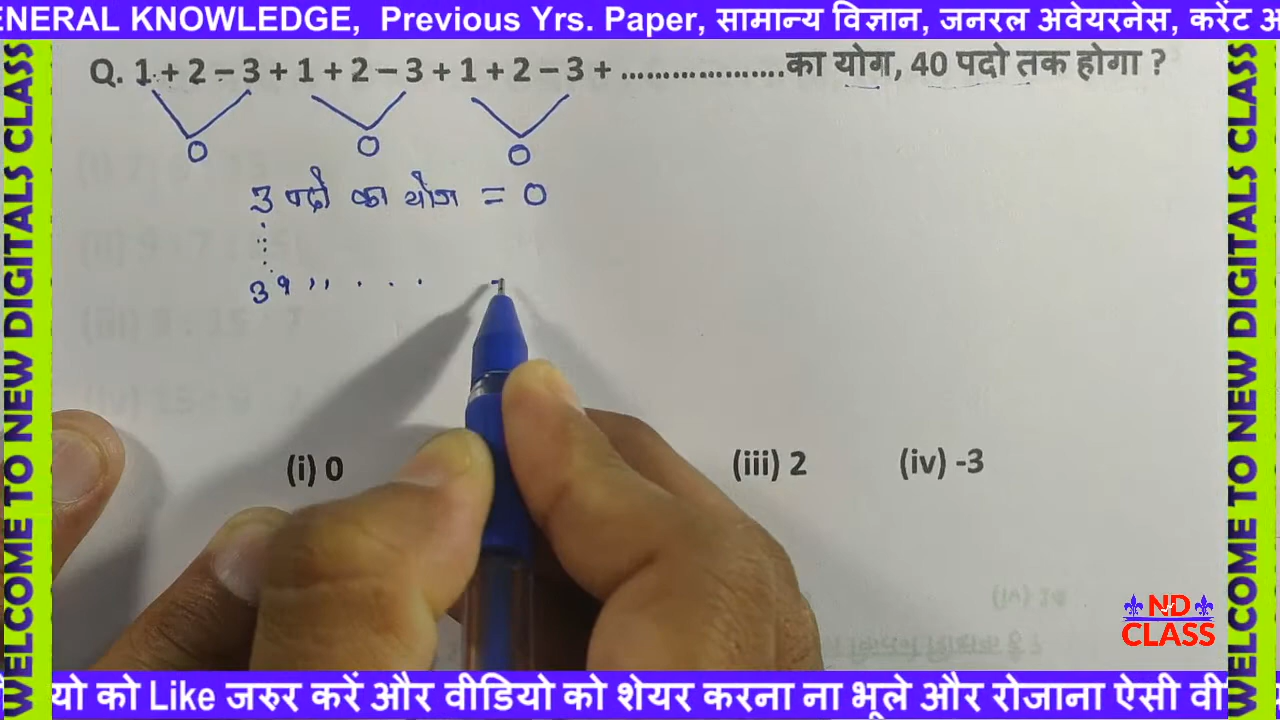 ENERAL KNOWLEDGE, Previous Yrs. Paper, सामान्य विज्ञान, जनरल अवेयरनेस, करेंट अ
Q. 1 + 2 – 3 + 1 + 2 – 3 + 1 + 2 – 3 + ....................का योग, 40 पदो तक होगा ?
0 0 0
3 पदो का योग = 0
39 ,, . . .
(i) 0 (iii) 2 (iv) -3
ND
CLASS
यो को Like जरुर करें और वीडियो को शेयर करना ना भूले और रोजाना ऐसी वी
WELCOME TO NEW DIGITALS CLASS
WELCOME TO NEW DIGITALS CLASS